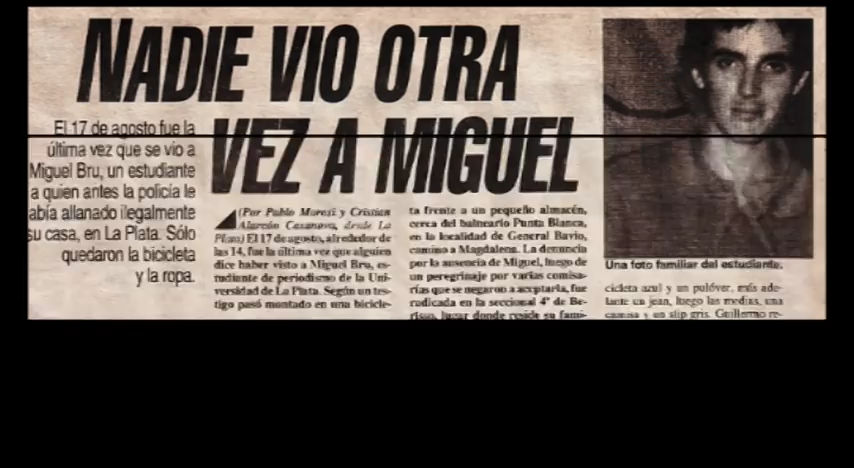 NADIE VIO OTRA
VEZ A MIGUEL
El 17 de agosto fue la
última vez que se vio a
Miguel Bru, un estudiante
a quien antes la policía le
abía allanado ilegalmente
su casa, en La Plata. Sólo
quedaron la bicicleta
y la ropa.
(Por Pablo Morosi y Cristian
Alarcón Casanova, desde La
Plata) El 17 de agosto, alrededor de
las 14, fue la última vez que alguien
dice haber visto a Miguel Bru, es-
tudiante de periodismo de la Uni-
versidad de La Plata. Según un tes-
tigo pasó montado en una bicicle-
ta frente a un pequeño almacén,
cerca del balneario Punta Blanca,
en la localidad de General Bavio,
camino a Magdalena. La denuncia
por la ausencia de Miguel, luego de
un peregrinaje por varias comisa-
rías que se negaron a aceptarla, fue
radicada en la seccional 4ª de Be-
risso, lugar donde reside su fami-
Una foto familiar del estudiante.
cicleta azul y un pulóver, más ade-
lante un jean, luego las medias, una
camisa y un slip gris. Guillermo re-